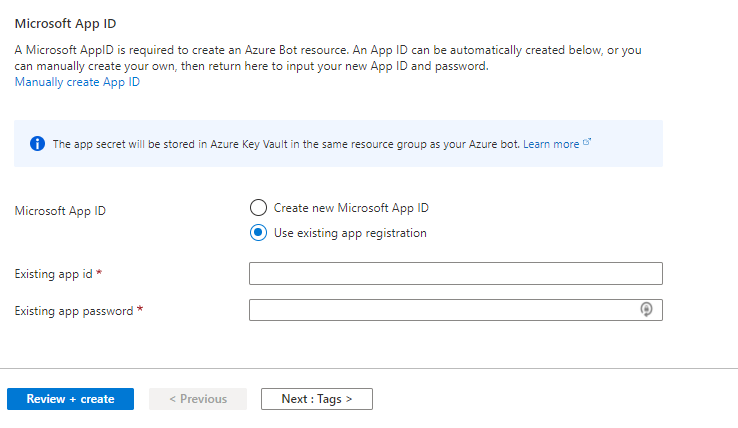 Microsoft App ID
A Microsoft AppID is required to create an Azure Bot resource. An App ID can be automatically created below, or you
can manually create your own, then return here to input your new App ID and password.
Manually create App ID
The app secret will be stored in Azure Key Vault in the same resource group as your Azure bot. Learn more
Microsoft App ID
Create new Microsoft App ID
Use existing app registration
Existing app id *
Existing app password *
Review + create
< Previous
Next : Tags >